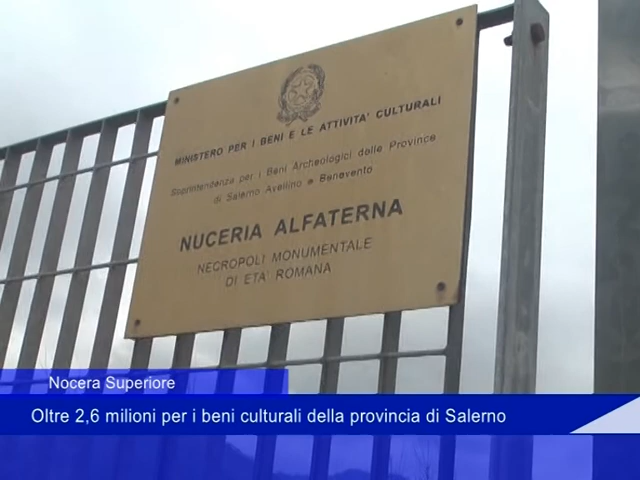 MINISTERO PER I BENI E LE ATTIVITA' CULTURALI
Soprintendenza per i Beni Archeologici delle Province
di Salerno Avellino e Benevento
NUCERIA ALFATERNA
NECROPOLI MONUMENTALE
DI ETA' ROMANA
Nocera Superiore
Oltre 2,6 milioni per i beni culturali della provincia di Salerno